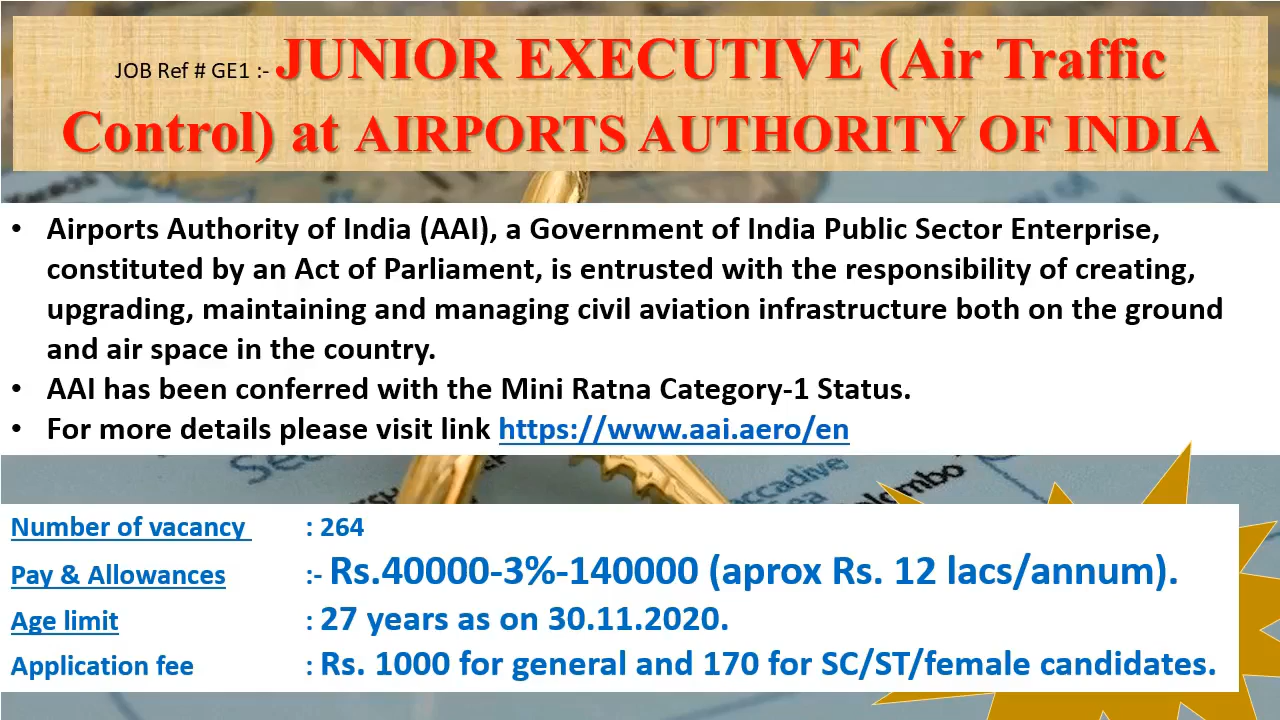 JOB Ref # GE1 :- JUNIOR EXECUTIVE (Air Traffic
Control) at AIRPORTS AUTHORITY OF INDIA
• Airports Authority of India (AAI), a Government of India Public Sector Enterprise,
constituted by an Act of Parliament, is entrusted with the responsibility of creating,
upgrading, maintaining and managing civil aviation infrastructure both on the ground
and air space in the country.
• AAI has been conferred with the Mini Ratna Category-1 Status.
• For more details please visit link https://www.aai.aero/en
ccadive
lombo
Number of vacancy : 264
Pay & Allowances :- Rs.40000-3%-140000 (aprox Rs. 12 lacs/annum).
Age limit : 27 years as on 30.11.2020.
Application fee : Rs. 1000 for general and 170 for SC/ST/female candidates.